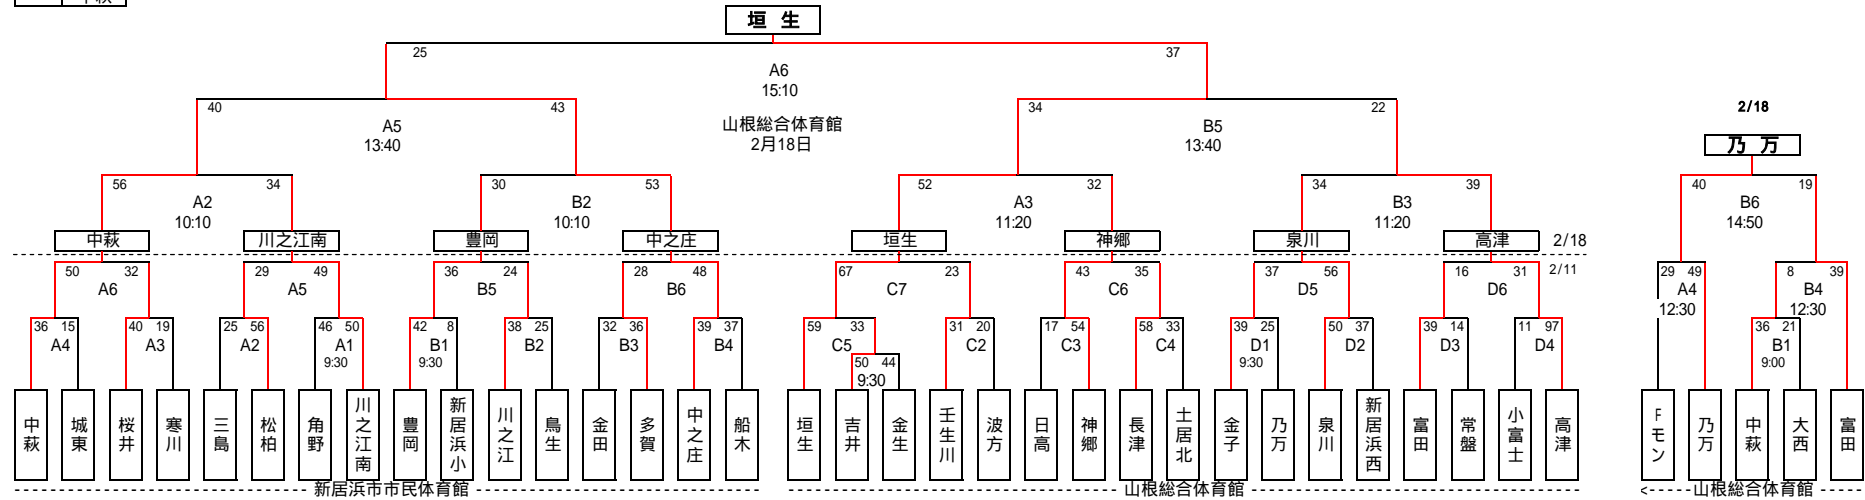 中萩
垣 生
25 37
A6
15:10
40 43 34 22
2/18
A5 山根総合体育館 B5
13:40 2月18日 13:40
乃 万
56 34 30 53 52 32 34 39 40 19
A2 B2 A3 B3 B6
10:10 10:10 11:20 11:20 14:50
中萩 川之江南 豊岡 中之庄 垣生 神郷 泉川 高津 2/18
50 32 29 49 36 24 28 48 67 23 43 35 37 56 16 31 2/11 29 49 8 39
A6 A5 B5 B6 C7 C6 D5 D6 A4 B4
12:30 12:30
36 15 40 19 25 56 46 50 42 8 38 25 32 36 39 37 59 33 31 20 17 54 58 33 39 25 50 37 39 14 11 97 36 21
A4 A3 A2 A1 B1 B2 B3 B4 C5 C2 C3 C4 D1 D2 D3 D4 B1
9:30 9:30 9:30 9:00
50 44
9:30
中萩 城東 桜井 寒川 三島 松柏 角野 川之江南 豊岡 新居浜小 川之江 鳥生 金田 多賀 中之庄 船木 垣生 吉井 金生 壬生川 波方 日高 神郷 長津 土居北 金子 乃万 泉川 新居浜西 富田 常盤 小富士 高津 Fモン 乃万 中萩 大西 富田
新居浜市市民体育館 山根総合体育館 <山根総合体育館